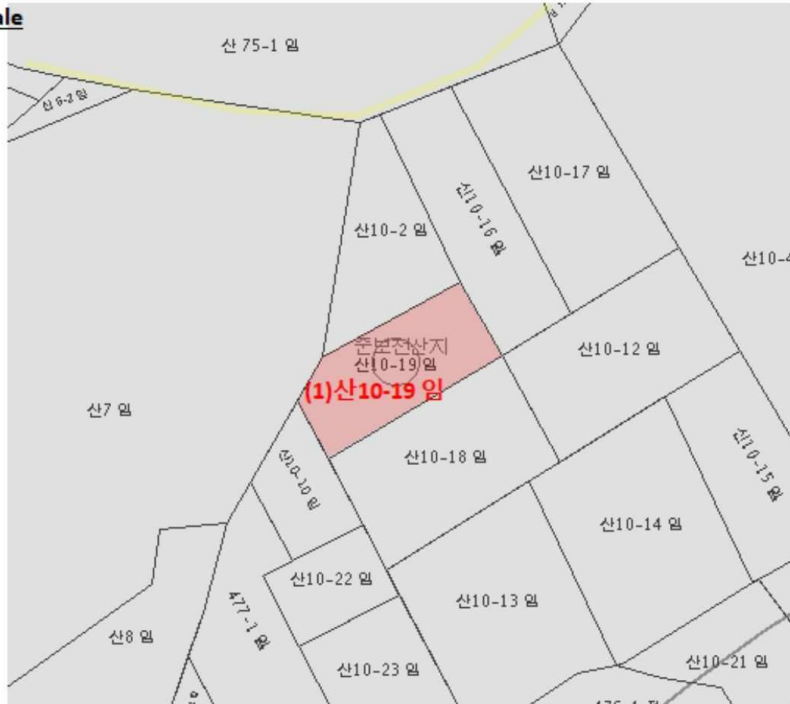 ale
산 75-1 임
산 6-2 임
산10-17 임
산10-16 임
산10-2 임
산10-4
준보전산지
산10-12 임
산10-19 임
(1)산10-19 임
산7 임
산10-18 임
산10-15 임
산10-10 임
산10-14 임
산10-22 임
산10-13 임
477-1 임
산8 임
산10-21 임
산10-23 임